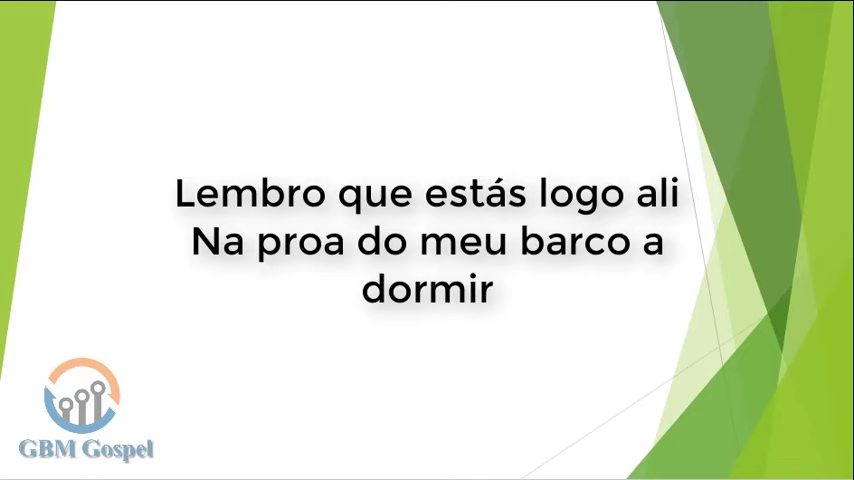 Lembro que estás logo ali
Na proa do meu barco a
dormir
GBM Gospel